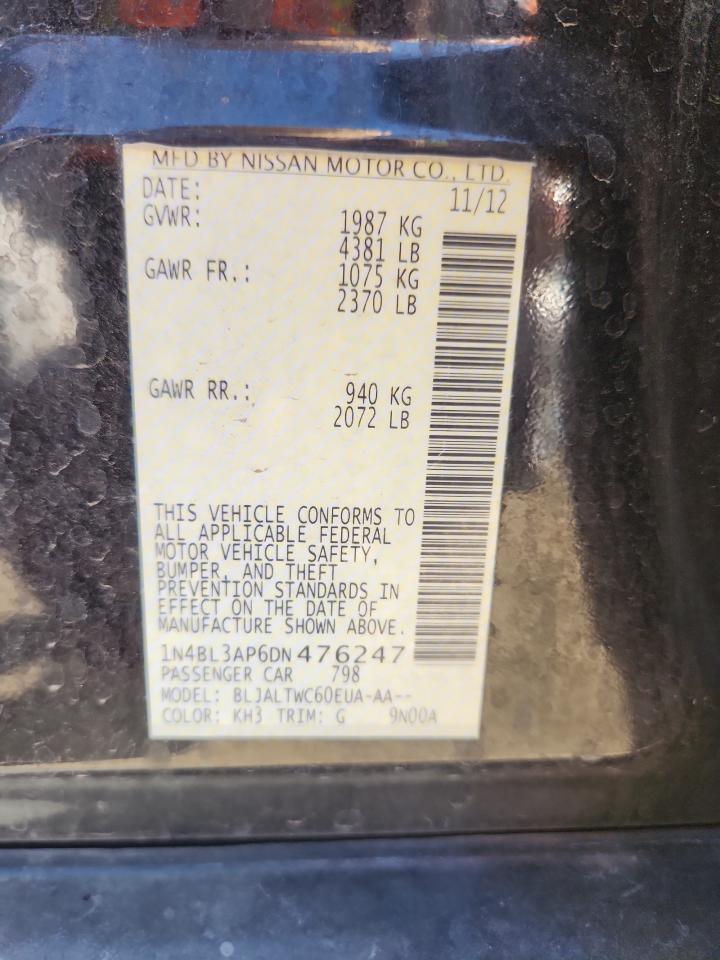 MFD BY NISSAN MOTOR CO., LTD.
DATE: 11/12
GVWR: 1987 KG
4381 LB
GAWR FR.: 1075 KG
2370 LB
GAWR RR.: 940 KG
2072 LB
THIS VEHICLE CONFORMS TO
ALL APPLICABLE FEDERAL
MOTOR VEHICLE SAFETY,
BUMPER, AND THEFT
PREVENTION STANDARDS IN
EFFECT ON THE DATE OF
MANUFACTURE SHOWN ABOVE.
1N4BL3AP6DN476247
PASSENGER CAR 798
MODEL: BLJALTWC60EUA-AA--
COLOR: KH3 TRIM: G 9N00A